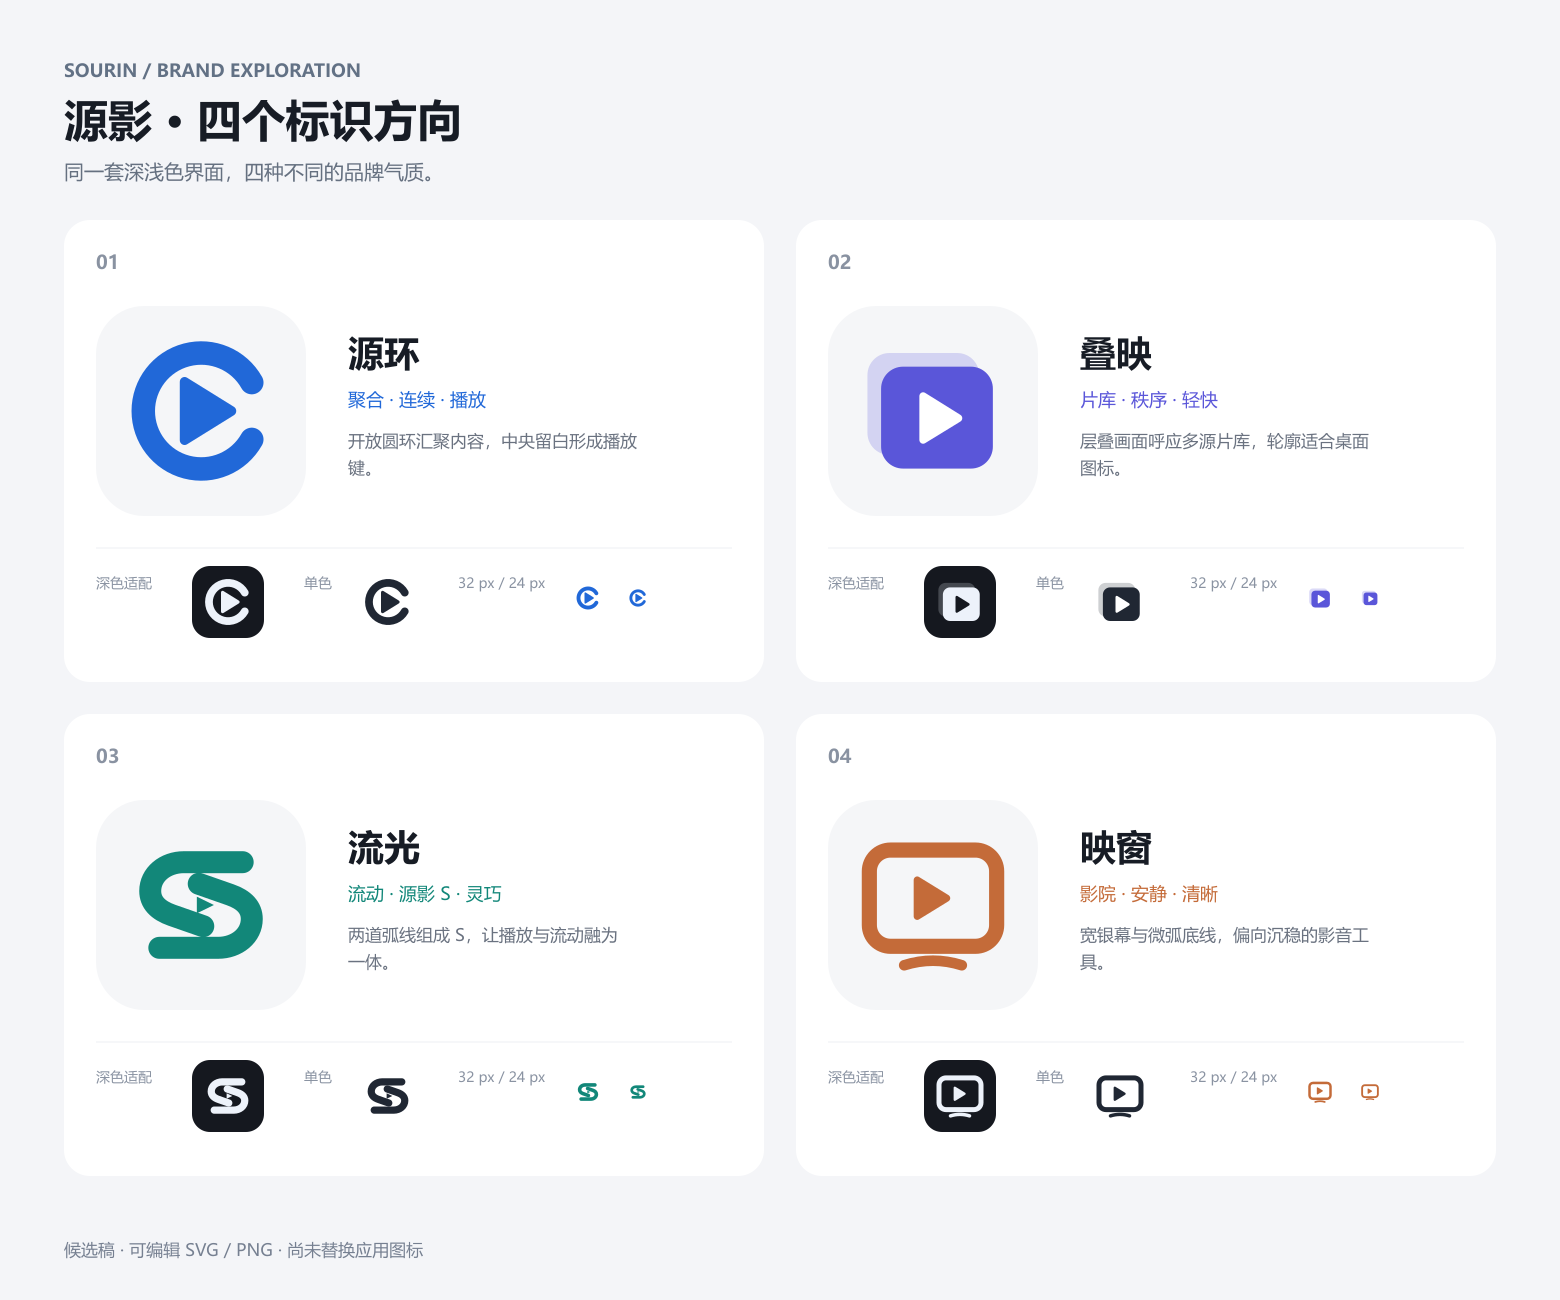 SOURIN / BRAND EXPLORATION
源影 • 四个标识方向
同一套深浅色界面，四种不同的品牌气质。
01
源环
聚合 · 连续 · 播放
开放圆环汇聚内容，中央留白形成播放
键。
深色适配
单色
32 px / 24 px
02
叠映
片库 · 秩序 · 轻快
层叠画面呼应多源片库，轮廓适合桌面
图标。
深色适配
单色
32 px / 24 px
03
流光
流动 · 源影 S · 灵巧
两道弧线组成 S，让播放与流动融为
一体。
深色适配
单色
32 px / 24 px
04
映窗
影院 · 安静 · 清晰
宽银幕与微弧底线，偏向沉稳的影音工
具。
深色适配
单色
32 px / 24 px
候选稿 · 可编辑 SVG / PNG · 尚未替换应用图标